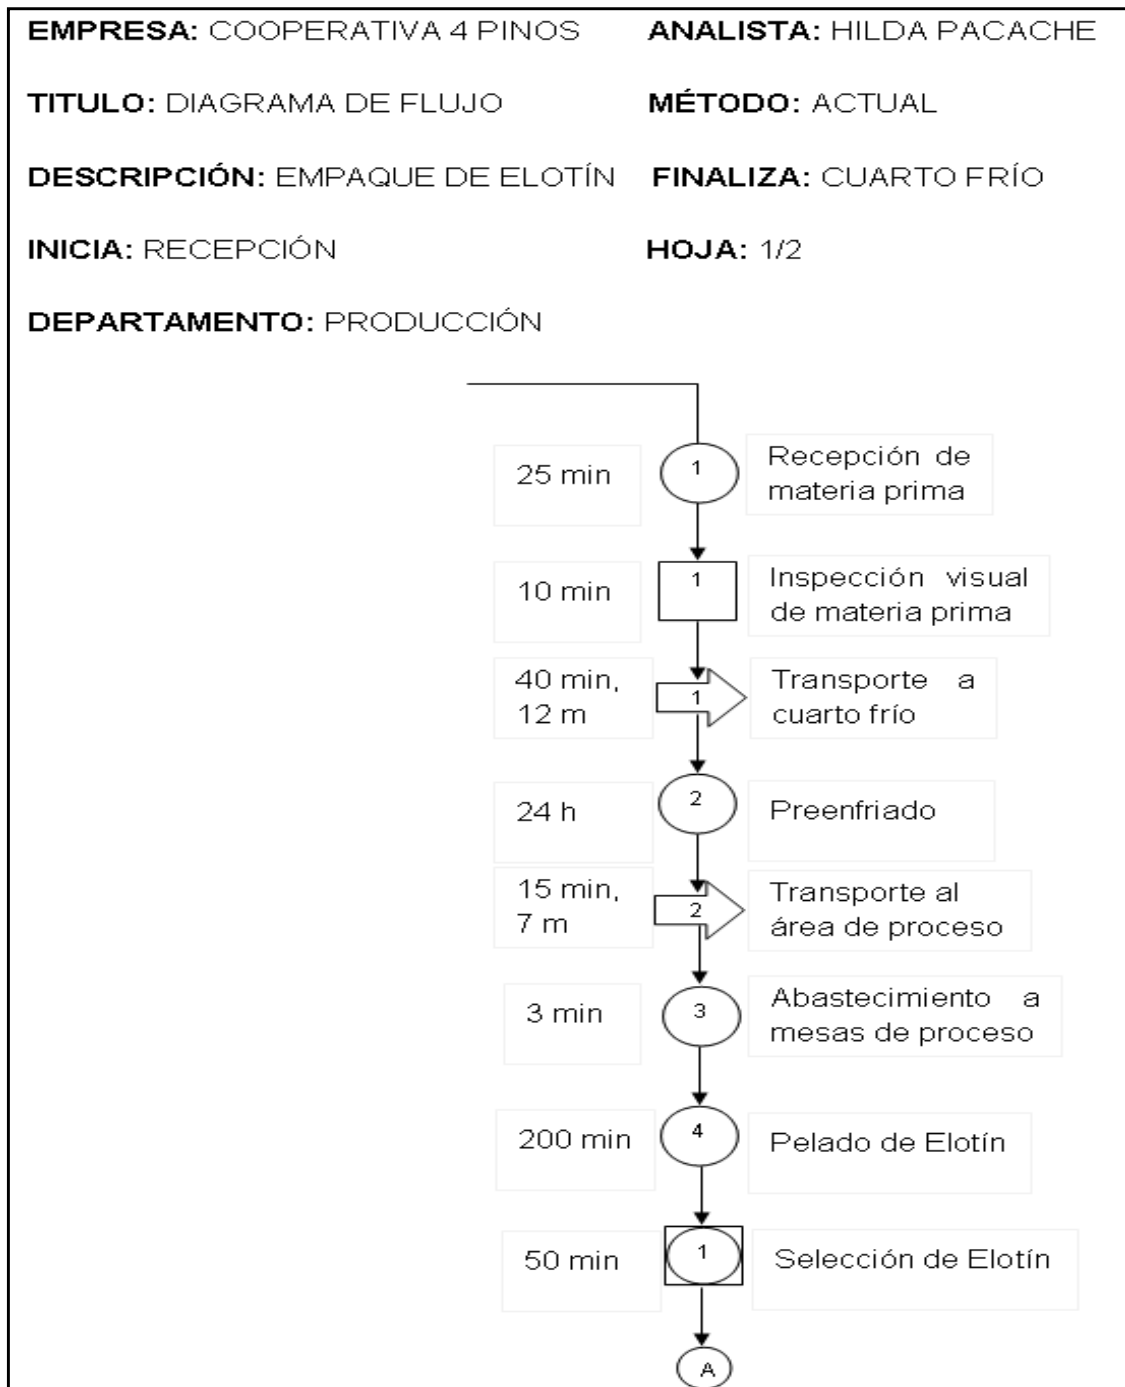 EMPRESA: COOPERATIVA 4 PINOS ANALISTA: HILDA PACACHE
TITULO: DIAGRAMA DE FLUJO MÉTODO: ACTUAL
DESCRIPCIÓN: EMPAQUE DE ELOTÍN FINALIZA: CUARTO FRÍO
INICIA: RECEPCIÓN HOJA: 1/2
DEPARTAMENTO: PRODUCCIÓN
25 min 1 Recepción de
materia prima
10 min 1 Inspección visual
de materia prima
40 min,
12 m 1 Transporte a
cuarto frío
24 h 2 Preenfriado
15 min,
7 m 2 Transporte al
área de proceso
3 min 3 Abastecimiento a
mesas de proceso
200 min 4 Pelado de Elotín
50 min 1 Selección de Elotín
A